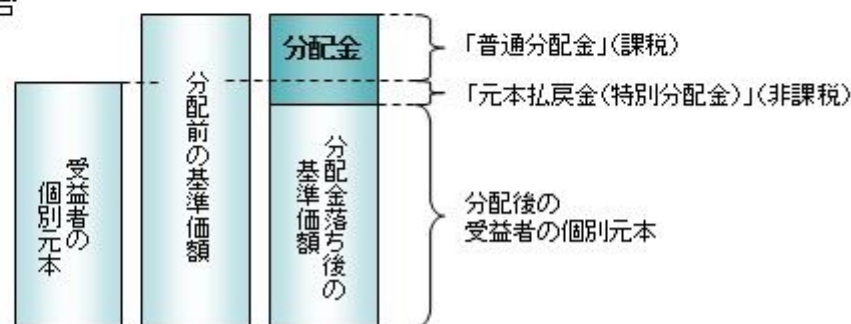 分配金
「普通分配金」(課税)
「元本払戻金(特別分配金)」(非課税)
受益者の
個別元本
分配前の基準価額
分配金落ち後の
基準価額
分配後の
受益者の個別元本